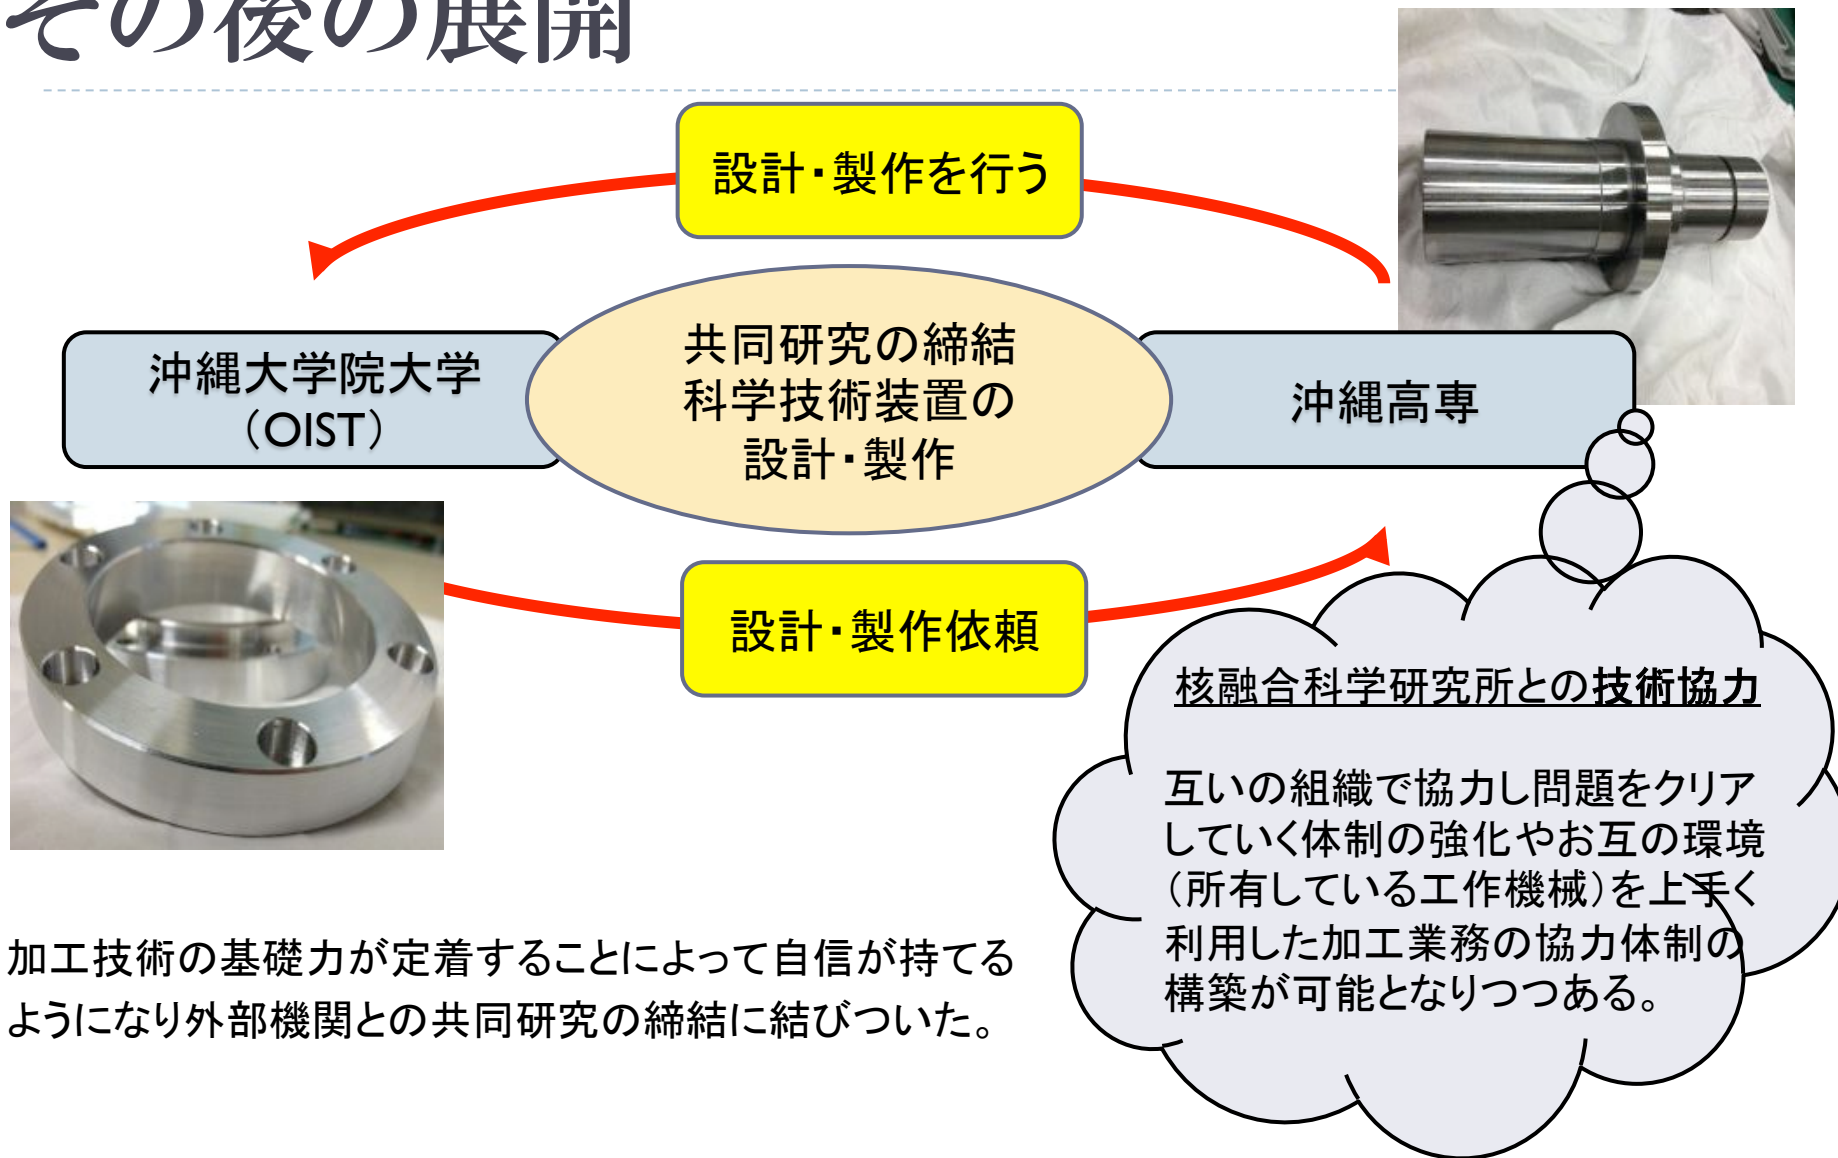 その後の展開
設計・製作を行う
沖縄大学院大学
（OIST）
共同研究の締結
科学技術装置の
設計・製作
沖縄高専
設計・製作依頼
核融合科学研究所との技術協力
互いの組織で協力し問題をクリア
していく体制の強化やお互の環境
（所有している工作機械）を上手く
利用した加工業務の協力体制の
構築が可能となりつつある。
加工技術の基礎力が定着することによって自信が持てる
ようになり外部機関との共同研究の締結に結びついた。